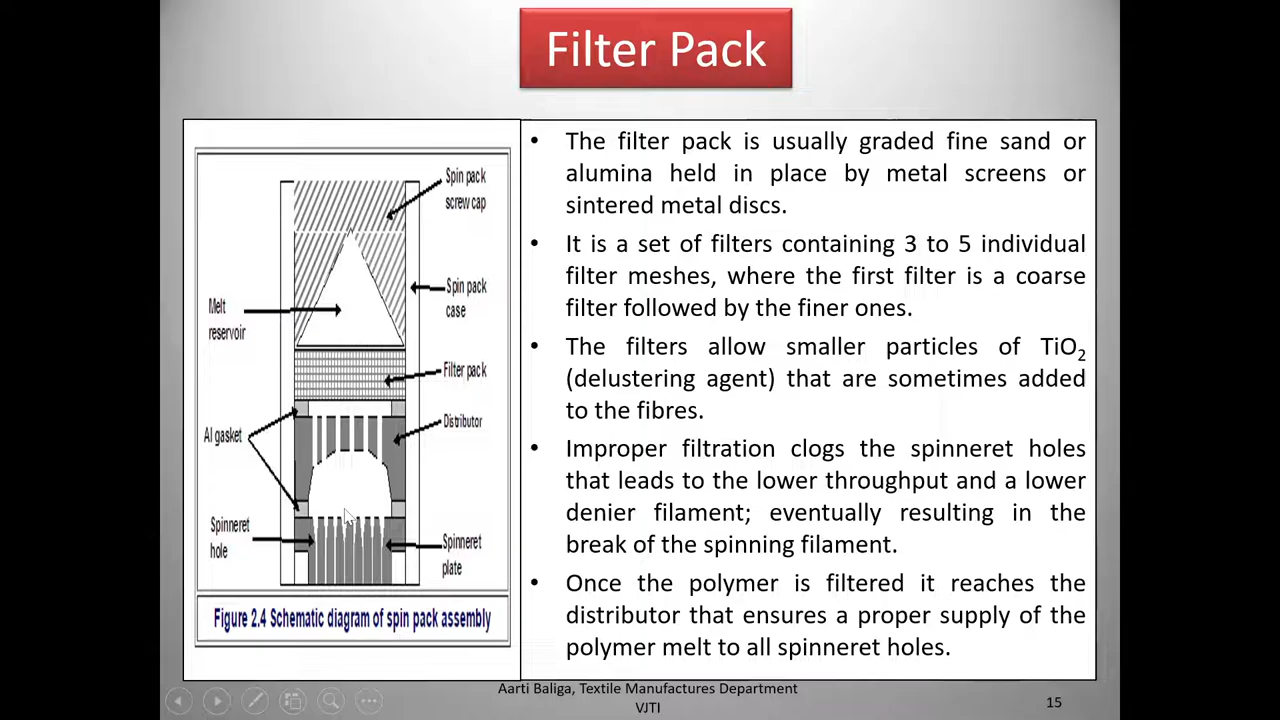 Filter Pack
Spin pack
screw cap
Melt
reservoir
Spin pack
case
Filter pack
Al gasket
Distributor
Spinneret
hole
Spinneret
plate
Figure 2.4 Schematic diagram of spin pack assembly
• The filter pack is usually graded fine sand or
alumina held in place by metal screens or
sintered metal discs.
• It is a set of filters containing 3 to 5 individual
filter meshes, where the first filter is a coarse
filter followed by the finer ones.
• The filters allow smaller particles of TiO₂
(delustering agent) that are sometimes added
to the fibres.
• Improper filtration clogs the spinneret holes
that leads to the lower throughput and a lower
denier filament; eventually resulting in the
break of the spinning filament.
• Once the polymer is filtered it reaches the
distributor that ensures a proper supply of the
polymer melt to all spinneret holes.
Aarti Baliga, Textile Manufactures Department
VJTI
15